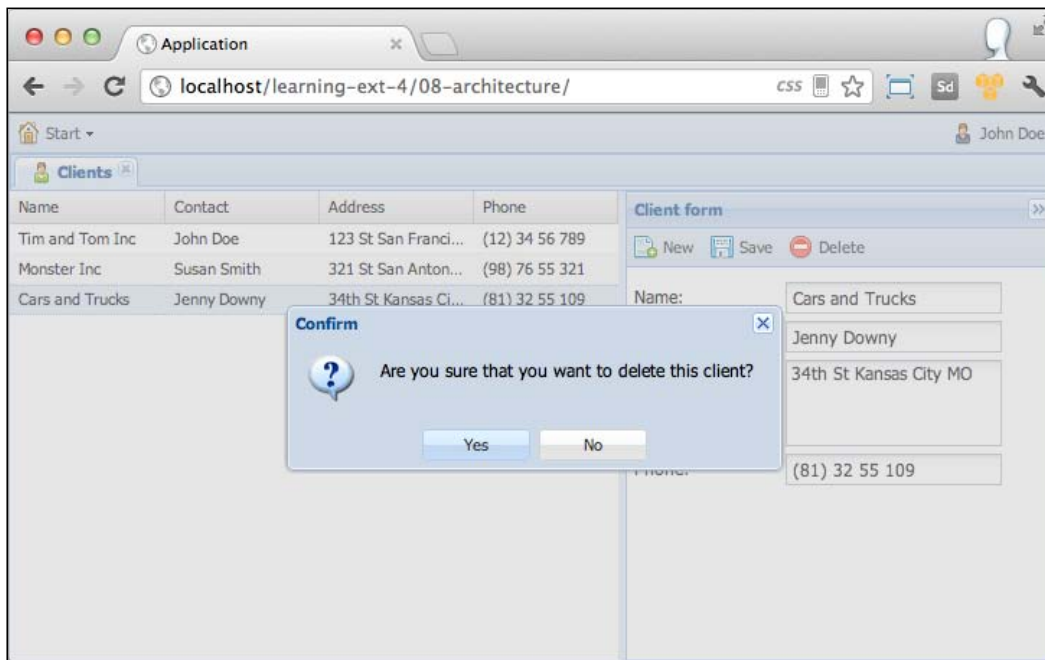 Application
localhost/learning-ext-4/08-architecture/
css
Sd
Start
John Doe
Clients
Name Contact Address Phone
Tim and Tom Inc John Doe 123 St San Franci... (12) 34 56 789
Monster Inc Susan Smith 321 St San Anton... (98) 76 55 321
Cars and Trucks Jenny Downy 34th St Kansas Ci... (81) 32 55 109
Client form
New Save Delete
Name: Cars and Trucks
Jenny Downy
34th St Kansas City MO
Phone: (81) 32 55 109
Confirm
Are you sure that you want to delete this client?
Yes No